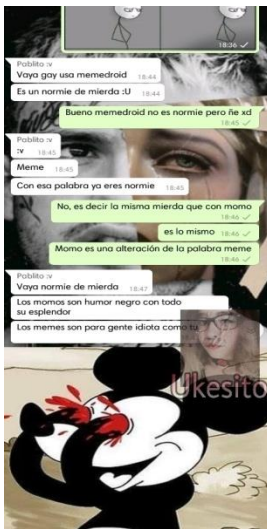 18:36
Pablito :v
Vaya gay usa memedroid 18:44
Es un normie de mierda :U 18:44
Bueno memedroid no es normie pero ñe xd
18:45
Pablito :v
:v 18:45
Meme 18:45
Con esa palabra ya eres normie 18:45
No, es decir la misma mierda que con momo
18:46
es lo mismo 18:46
Momo es una alteración de la palabra meme
18:46
Pablito :v
Vaya normie de mierda 18:47
Los momos son humor negro con todo
su esplendor
Los memes son para gente idiota como tu
Ukesito